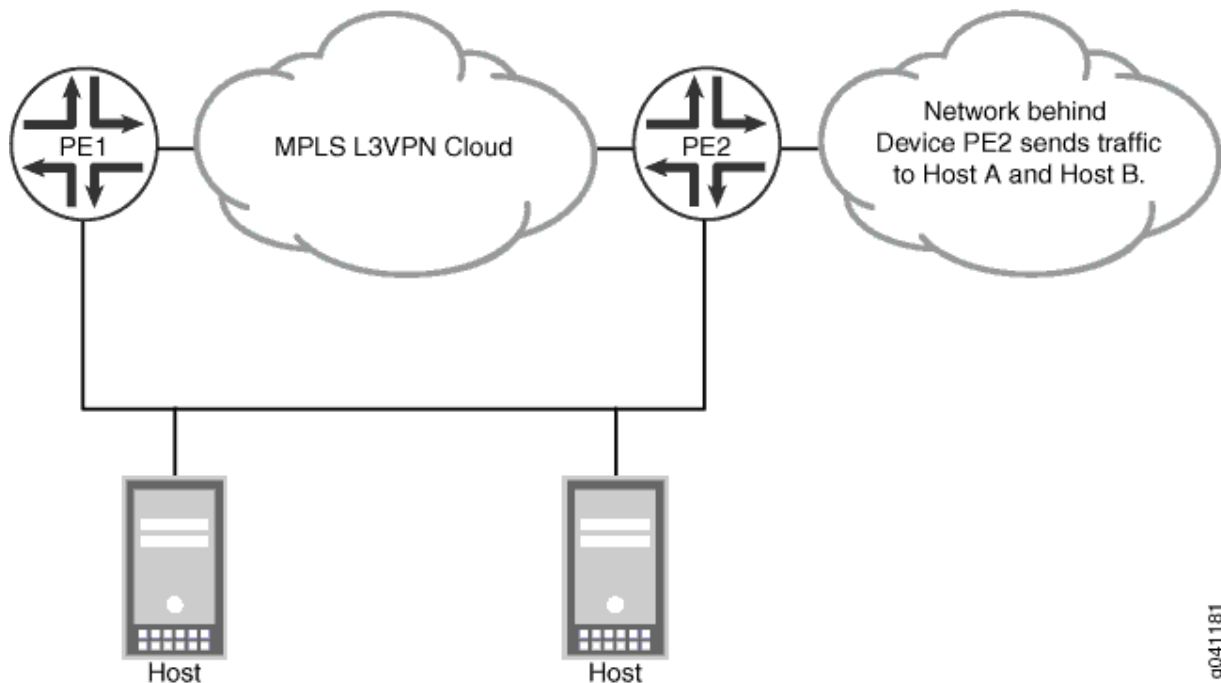 PE1
MPLS L3VPN Cloud
PE2
Network behind
Device PE2 sends traffic
to Host A and Host B.
Host
Host
g041181